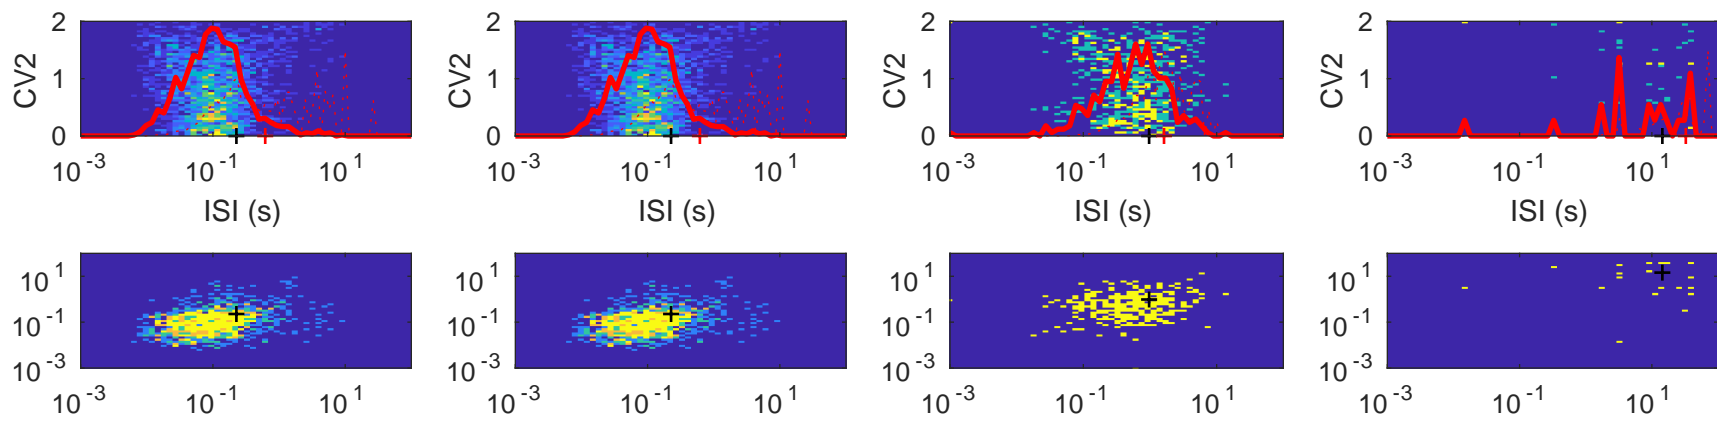 2 2 2 2
CV2 CV2 CV2 CV2
1 1 1 1
0 0 0 0
10^-3 10^-1 10^1 10^-3 10^-1 10^1 10^-3 10^-1 10^1 10^-3 10^-1 10^1
ISI (s) ISI (s) ISI (s) ISI (s)
10^1 10^1 10^1 10^1
10^-1 10^-1 10^-1 10^-1
10^-3 10^-3 10^-3 10^-3
10^-3 10^-1 10^1 10^-3 10^-1 10^1 10^-3 10^-1 10^1 10^-3 10^-1 10^1